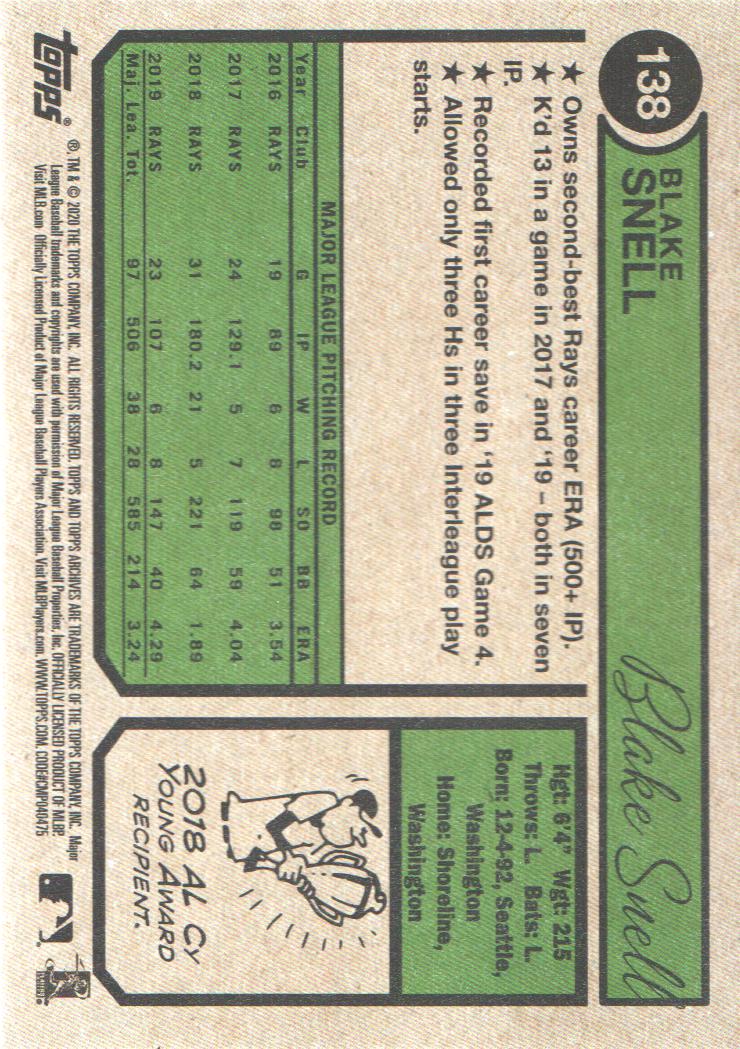 138
BLAKE
SNELL
Blake Snell
★ Owns second-best Rays career ERA (500+ IP).
★ K'd 13 in a game in 2017 and '19 – both in seven
IP.
★ Recorded first career save in '19 ALDS Game 4.
★ Allowed only three Hs in three Interleague play
starts.
MAJOR LEAGUE PITCHING RECORD
Year Club G IP W L SO BB ERA
2016 RAYS 19 89 6 8 98 51 3.54
2017 RAYS 24 129.1 5 7 119 59 4.04
2018 RAYS 31 180.2 21 5 221 64 1.89
2019 RAYS 23 107 6 8 147 40 4.29
Maj. Lea. Tot. 97 506 38 28 585 214 3.24
Hgt: 6'4" Wgt: 215
Throws: L. Bats: L.
Born: 12-4-92, Seattle,
Washington
Home: Shoreline,
Washington
2018 AL CY
YOUNG AWARD
RECIPIENT.
topps®
®, TM & © 2020 THE TOPPS COMPANY, INC. ALL RIGHTS RESERVED. TOPPS AND TOPPS ARCHIVES ARE TRADEMARKS OF THE TOPPS COMPANY, INC. Major
League Baseball trademarks and copyrights are used with permission of Major League Baseball Properties, Inc. OFFICIALLY LICENSED PRODUCT OF MLBP.
Visit MLB.com Officially Licensed Product of Major League Baseball Players Association. Visit MLBPlayers.com. WWW.TOPPS.COM. CODE#CMP040475